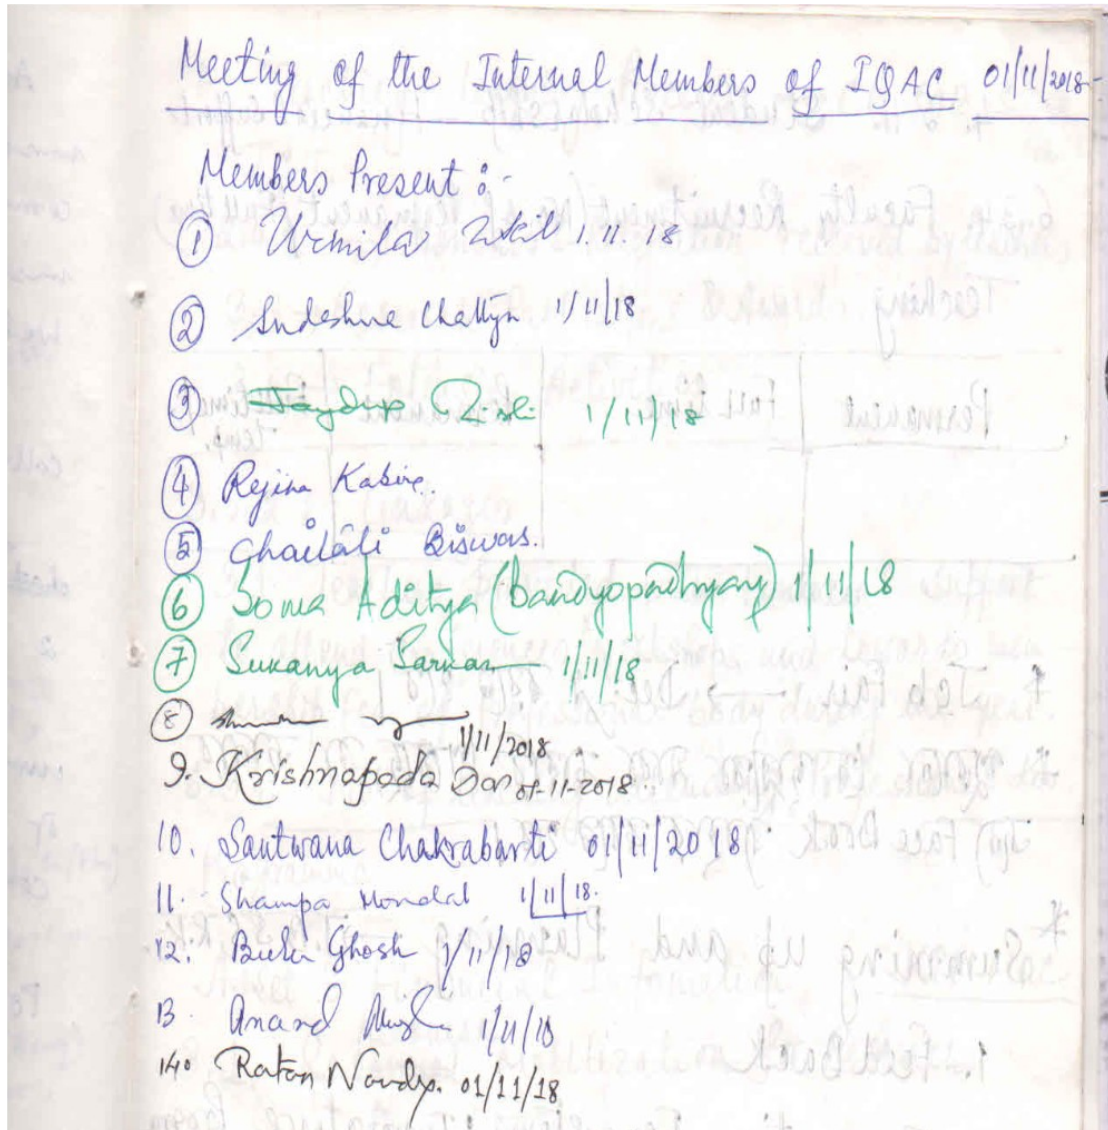 Meeting of the Internal Members of IQAC 01/11/2018
Members Present :-
① Urmila Ukil 1.11.18
② 1/11/18
③ 1/11/18
④ Rejina Kabir
⑤ Chaitali Biswas.
⑥ Soma Aditya (Bandyopadhyay) 1/11/18
⑦ Sukanya Sarkar 1/11/18
⑧ 1/11/2018
9. Krishnapada Das 01-11-2018.
10. Santwana Chakrabarti 01/11/2018
11. Shampa Mondal 1/11/18.
12. Ghosh 1/11/18
13. Anand 1/11/18
14. Ratan Nandy. 01/11/18